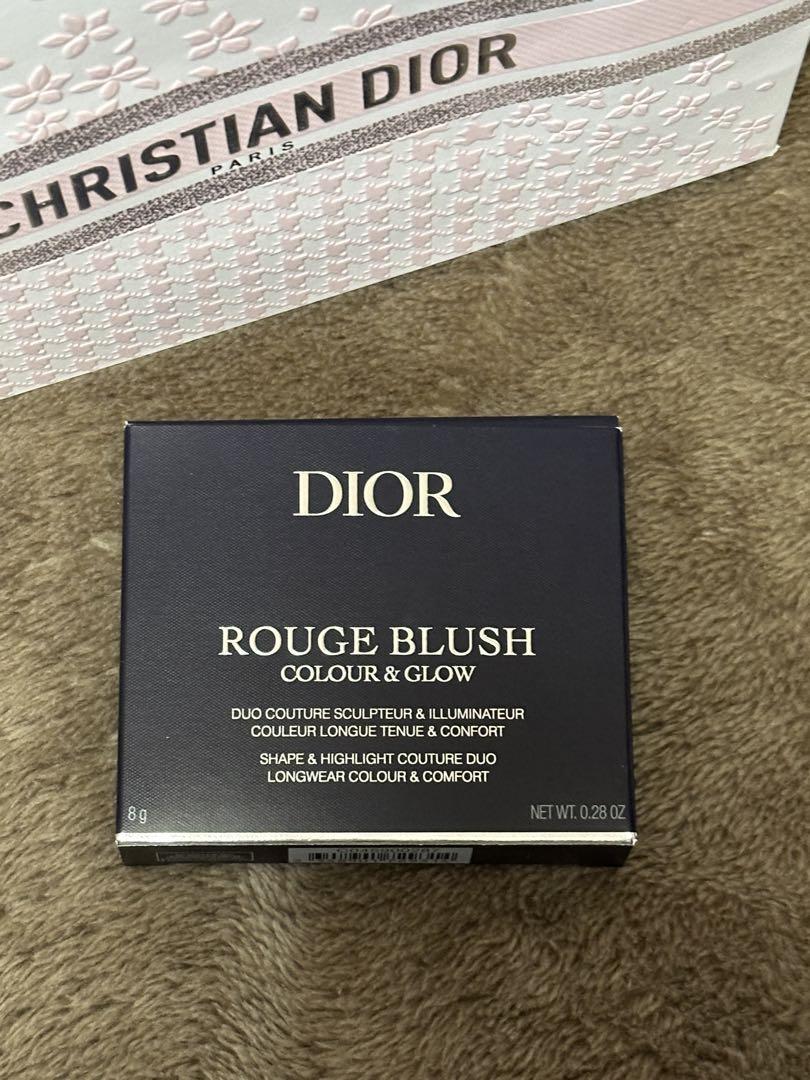 CHRISTIAN DIOR
PARIS
DIOR
ROUGE BLUSH
COLOUR & GLOW
DUO COUTURE SCULPTEUR & ILLUMINATEUR
COULEUR LONGUE TENUE & CONFORT
SHAPE & HIGHLIGHT COUTURE DUO
LONGWEAR COLOUR & COMFORT
8 g
NET WT. 0.28 OZ